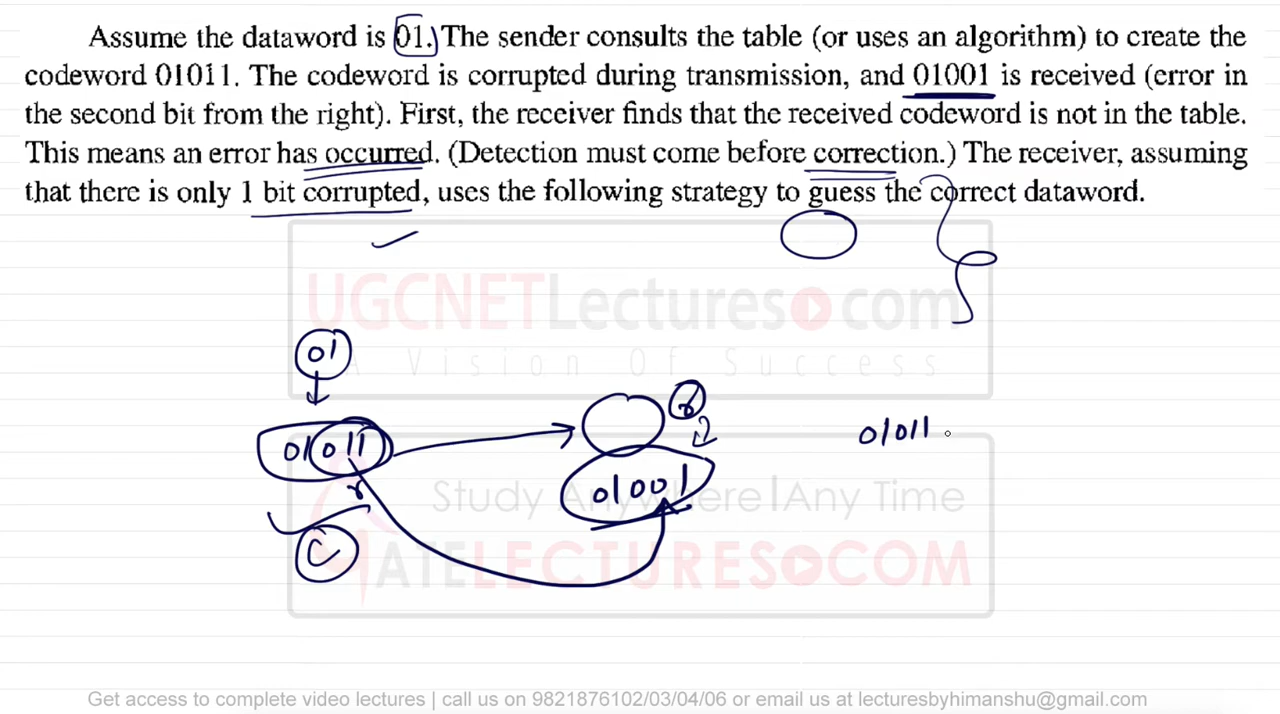 Assume the dataword is 01. The sender consults the table (or uses an algorithm) to create the
codeword 01011. The codeword is corrupted during transmission, and 01001 is received (error in
the second bit from the right). First, the receiver finds that the received codeword is not in the table.
This means an error has occurred. (Detection must come before correction.) The receiver, assuming
that there is only 1 bit corrupted, uses the following strategy to guess the correct dataword.
UGCNETLectures.com
A Vision Of Success
01
01011
01001
01011
r
C
Study Anywhere|Any Time
GATELECTURES.COM
Get access to complete video lectures | call us on 9821876102/03/04/06 or email us at lecturesbyhimanshu@gmail.com